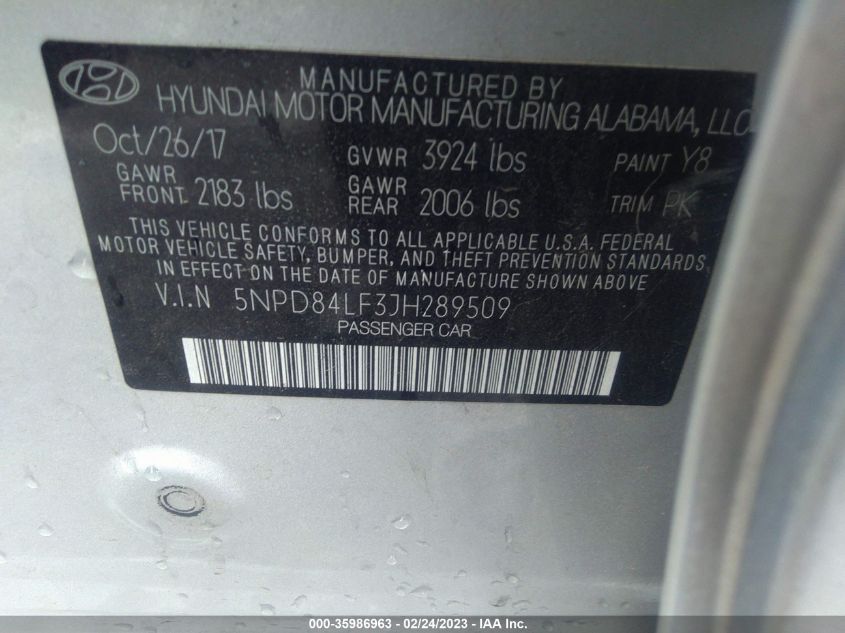 MANUFACTURED BY
HYUNDAI MOTOR MANUFACTURING ALABAMA, LLC
Oct/26/17 GVWR 3924 lbs PAINT Y8
GAWR FRONT 2183 lbs GAWR REAR 2006 lbs TRIM PK
THIS VEHICLE CONFORMS TO ALL APPLICABLE U.S.A. FEDERAL
MOTOR VEHICLE SAFETY, BUMPER, AND THEFT PREVENTION STANDARDS
IN EFFECT ON THE DATE OF MANUFACTURE SHOWN ABOVE
V.I.N 5NPD84LF3JH289509
PASSENGER CAR
000-35986963 - 02/24/2023 - IAA, Inc.